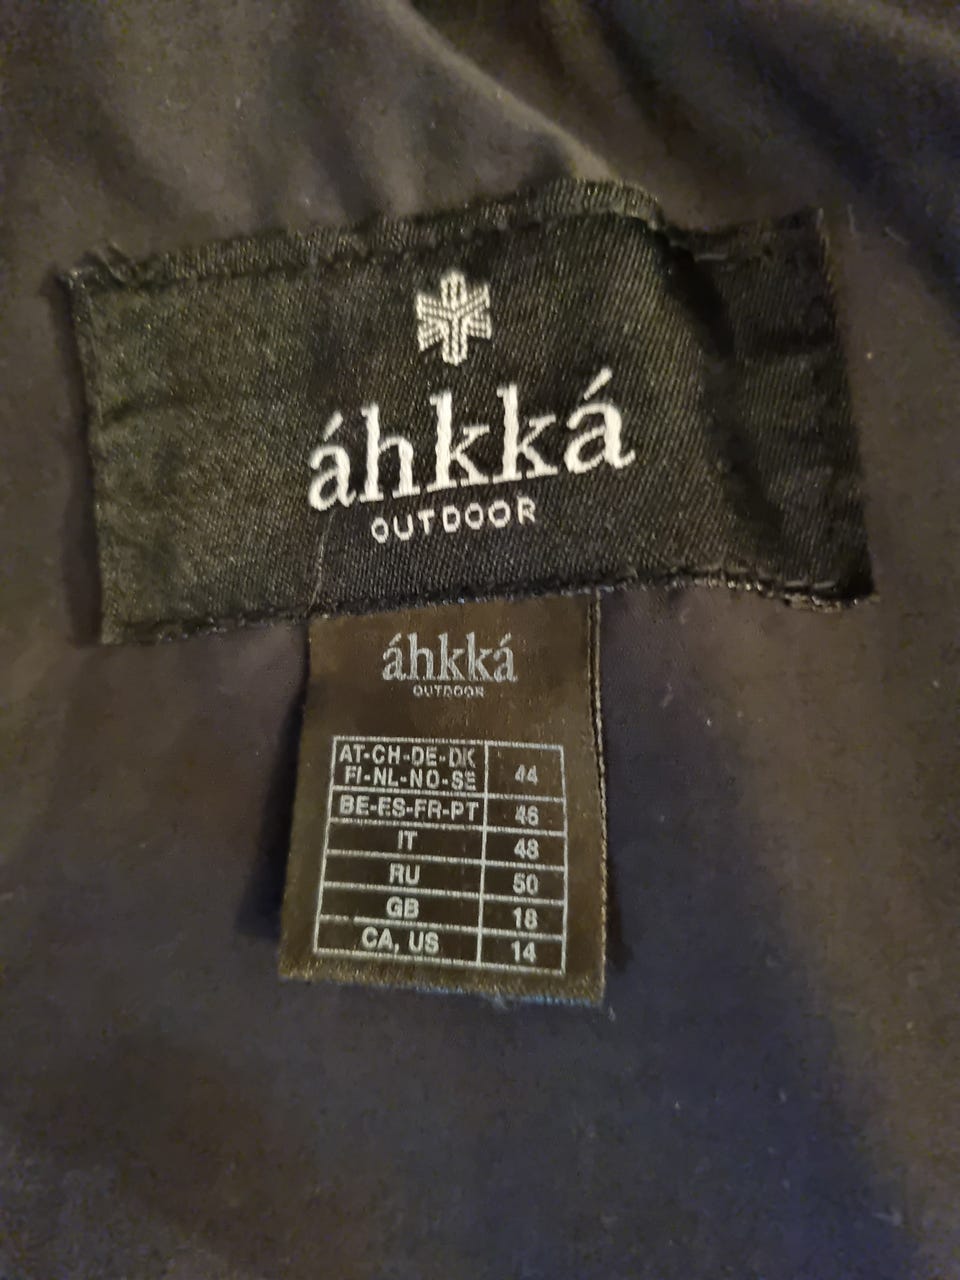 áhkká
OUTDOOR
áhkká
OUTDOOR
AT-CH-DE-DK
FI-NL-NO-SE 44
BE-ES-FR-PT 46
IT 48
RU 50
GB 18
CA, US 14